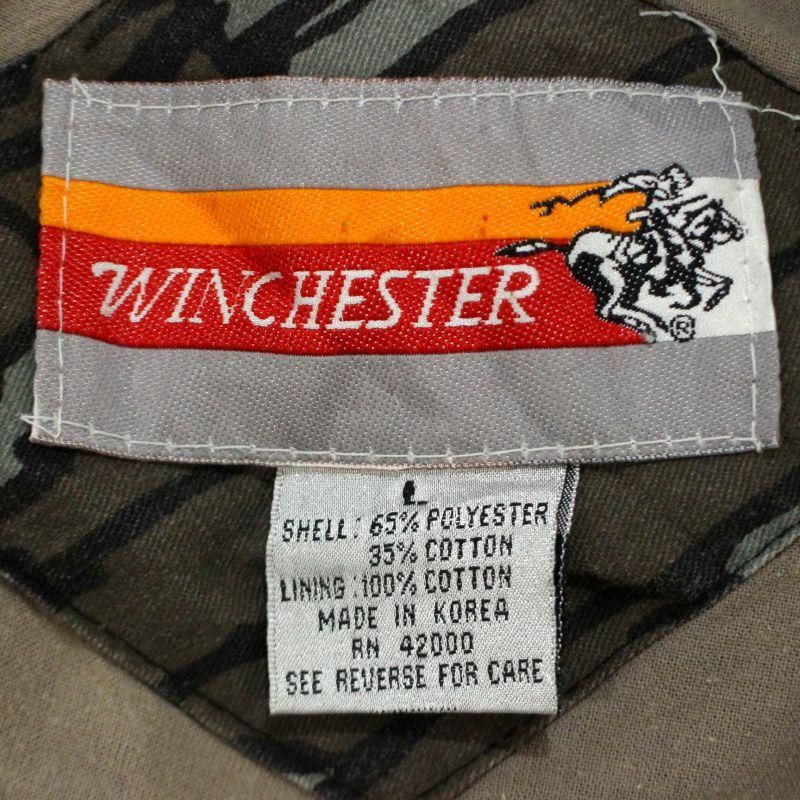 WINCHESTER
®
L
SHELL: 65% POLYESTER
35% COTTON
LINING: 100% COTTON
MADE IN KOREA
RN 42000
SEE REVERSE FOR CARE